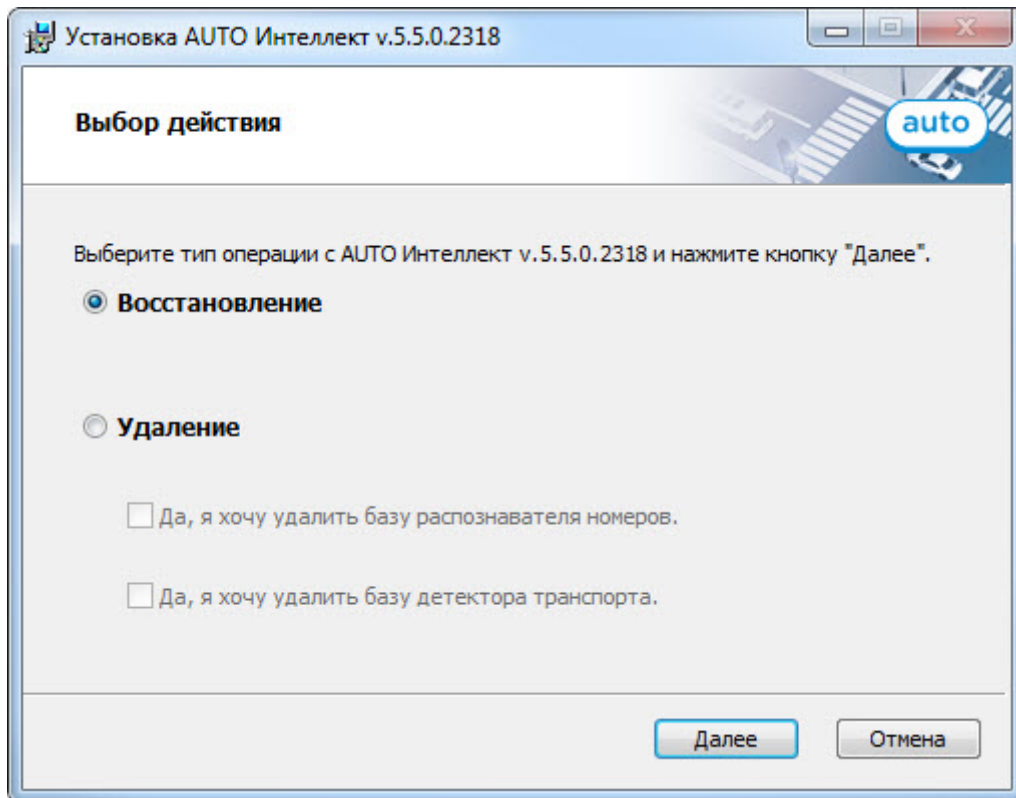 Установка AUTO Интеллект v.5.5.0.2318
Выбор действия
auto
Выберите тип операции с AUTO Интеллект v.5.5.0.2318 и нажмите кнопку "Далее".
Восстановление
Удаление
Да, я хочу удалить базу распознавателя номеров.
Да, я хочу удалить базу детектора транспорта.
Далее
Отмена